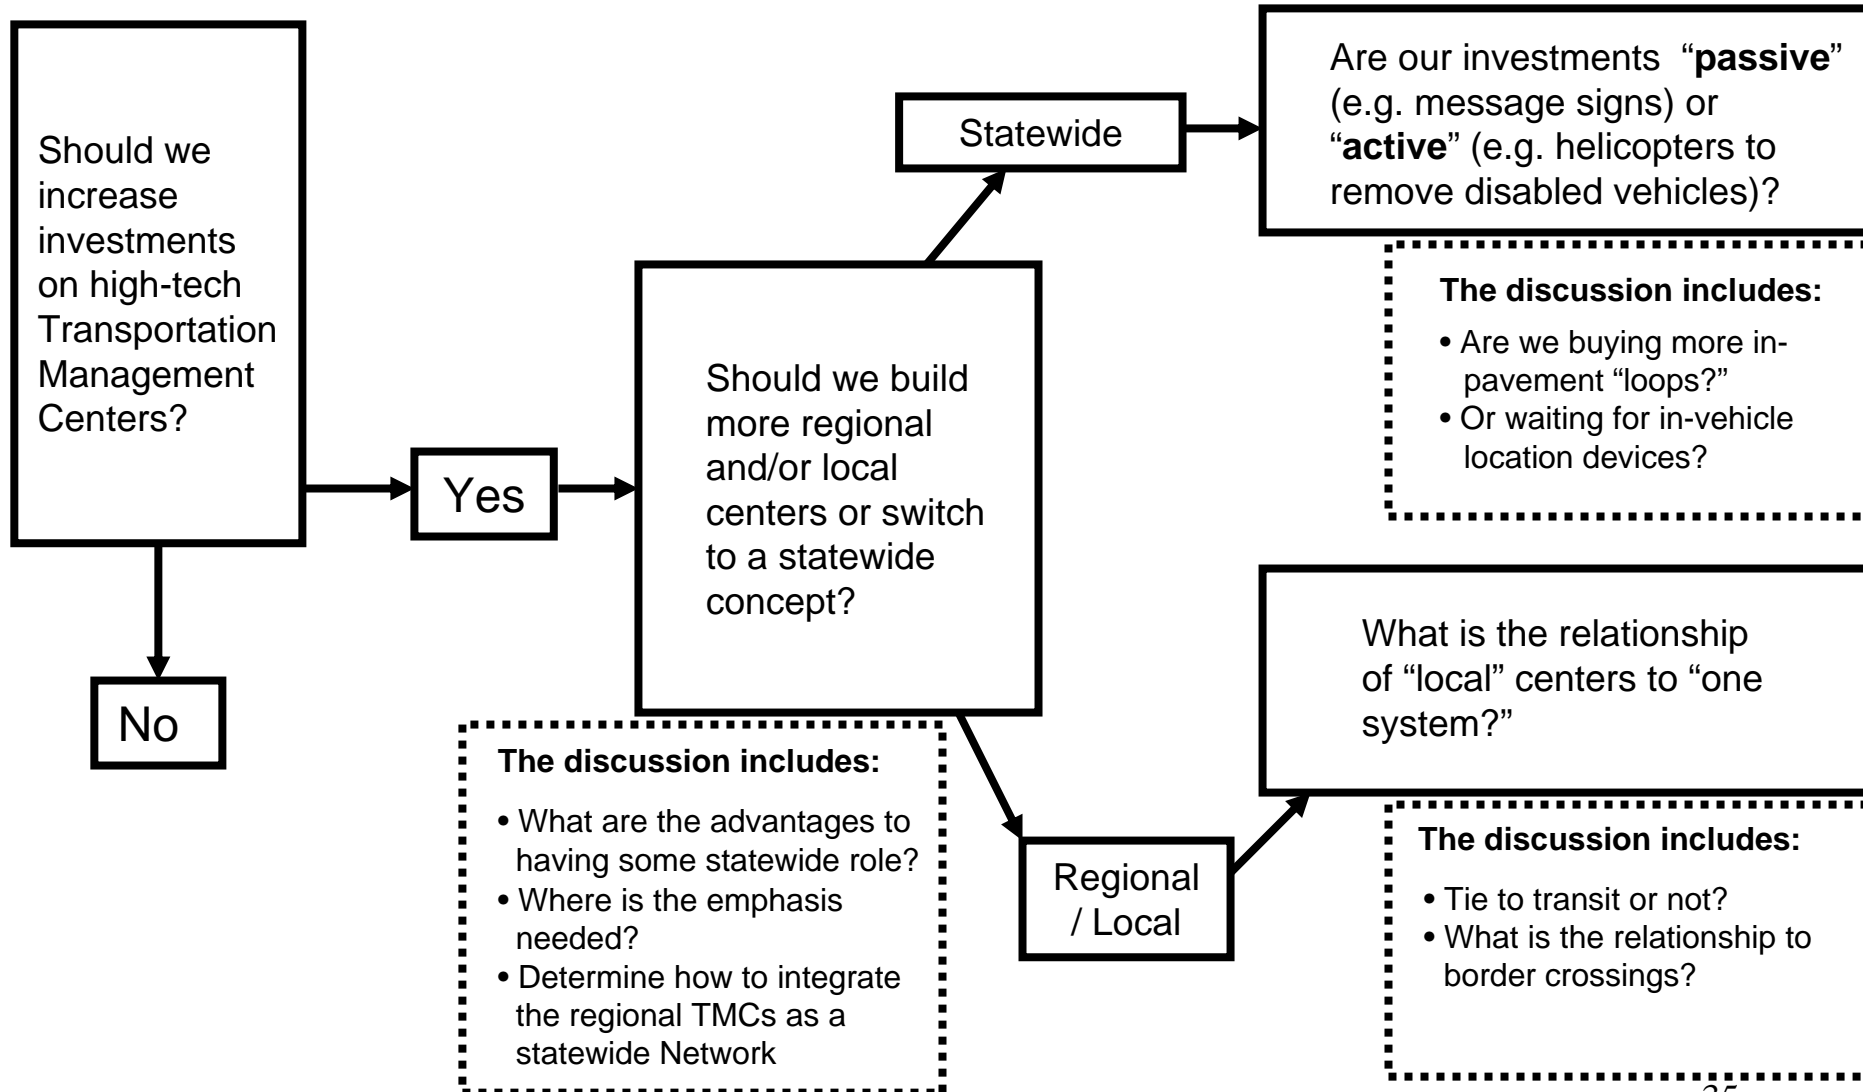 Should we
increase
investments
on high-tech
Transportation
Management
Centers?
Yes
No
Should we build
more regional
and/or local
centers or switch
to a statewide
concept?
The discussion includes:
• What are the advantages to
having some statewide role?
• Where is the emphasis
needed?
• Determine how to integrate
the regional TMCs as a
statewide Network
Statewide
Are our investments “passive”
(e.g. message signs) or
“active” (e.g. helicopters to
remove disabled vehicles)?
The discussion includes:
• Are we buying more in-
pavement “loops?”
• Or waiting for in-vehicle
location devices?
Regional
/ Local
What is the relationship
of “local” centers to “one
system?”
The discussion includes:
• Tie to transit or not?
• What is the relationship to
border crossings?